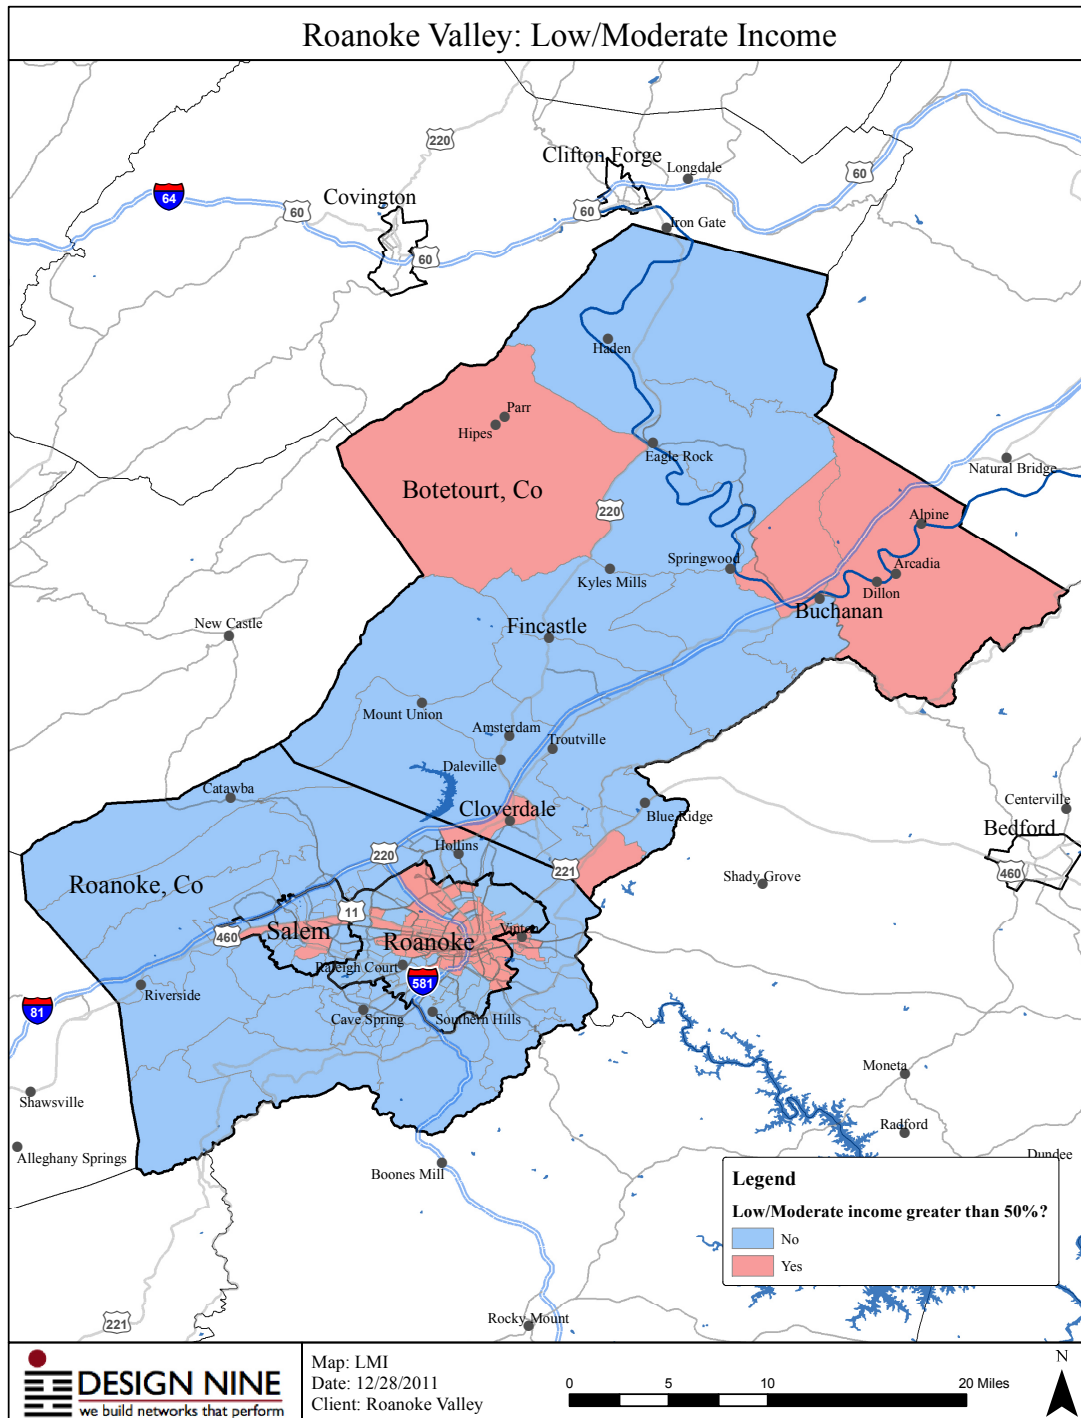 Roanoke Valley: Low/Moderate Income
220
Clifton Forge
Longdale
60
64
Covington
60
60
Iron Gate
60
Haden
Parr
Hipes
Eagle Rock
Natural Bridge
Botetourt, Co
220
Alpine
Springwood
Kyles Mills
Arcadia
Dillon
Buchanan
New Castle
Fincastle
Mount Union
Amsterdam
Troutville
Daleville
Catawba
Cloverdale
Blue Ridge
Centerville
Bedford
Hollins
220
221
460
Roanoke, Co
Shady Grove
11
460
Salem
Roanoke
Vinton
Raleigh Court
581
Riverside
81
Cave Spring
Southern Hills
Moneta
Shawsville
Radford
Alleghany Springs
Boones Mill
Dundee
Legend
Low/Moderate income greater than 50%?
No
Yes
221
Rocky Mount
DESIGN NINE
we build networks that perform
Map: LMI
Date: 12/28/2011
Client: Roanoke Valley
0 5 10 20 Miles
N